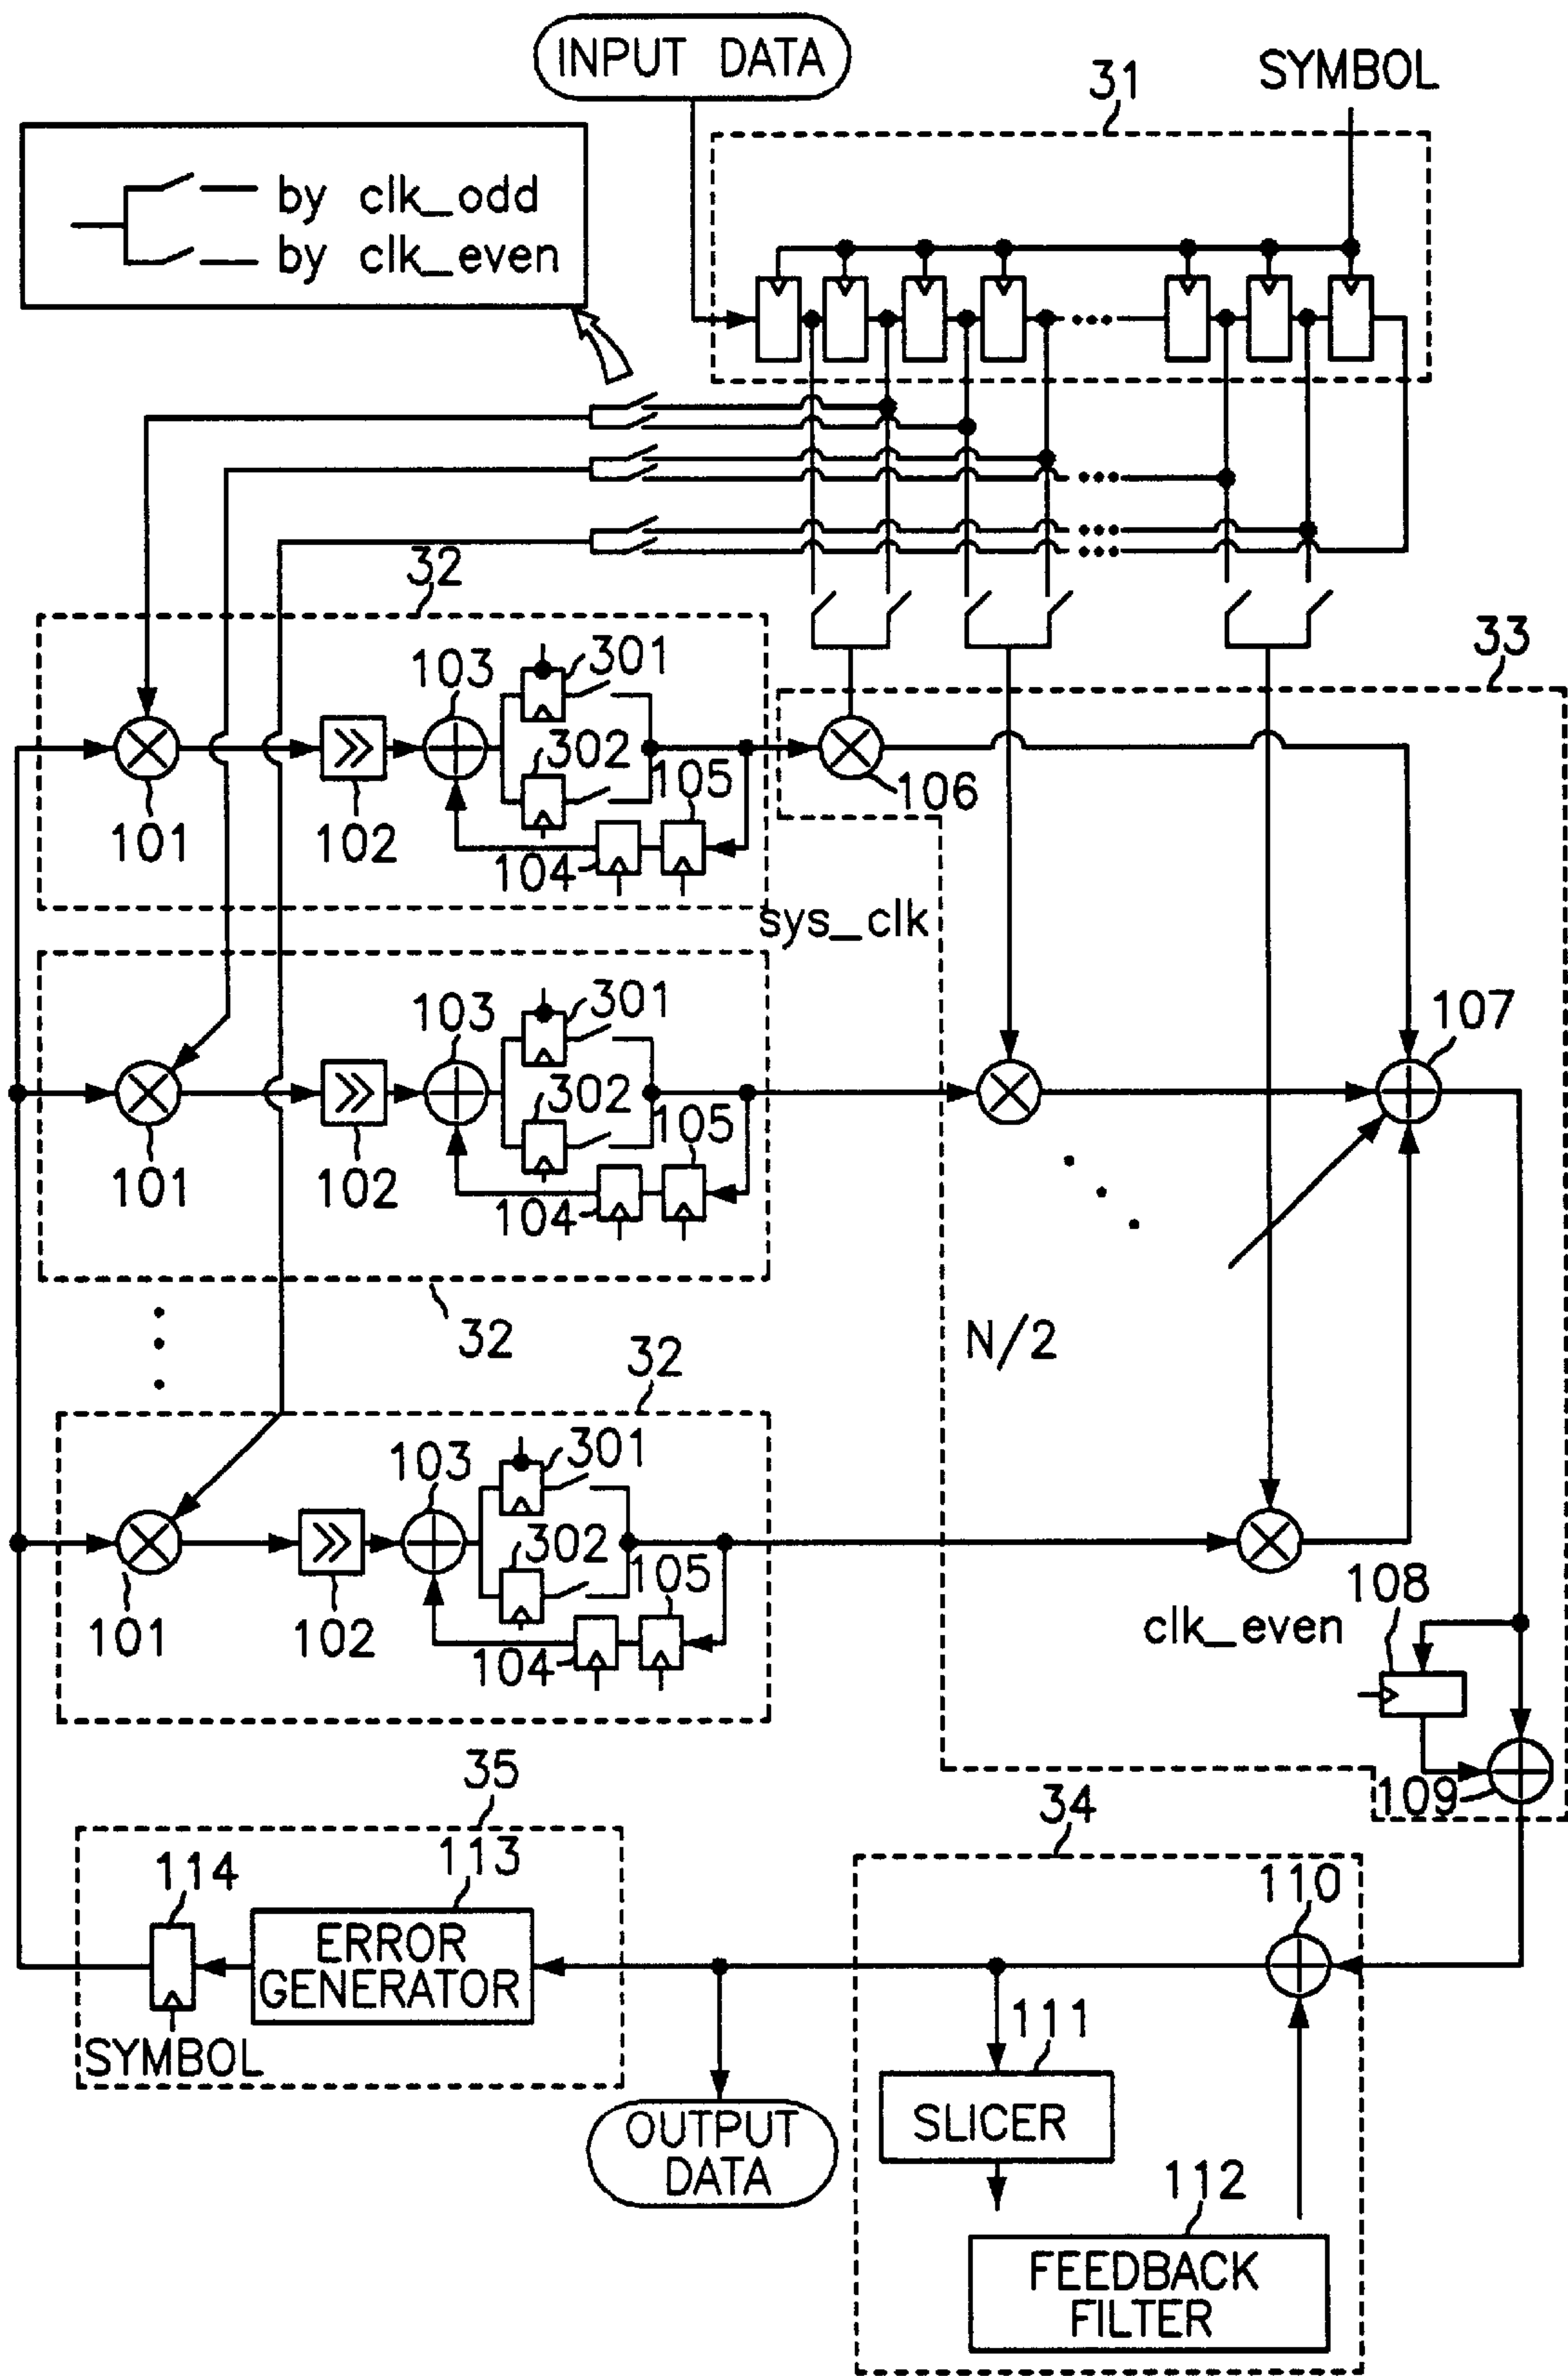 INPUT DATA
SYMBOL
31
by clk_odd
by clk_even
32
33
103
301
302
105
101
102
104
106
sys_clk
103
301
107
302
105
101
102
104
32
N/2
32
103
301
302
105
101
102
104
clk_even
108
109
35
34
114
113
110
ERROR
GENERATOR
SYMBOL
111
SLICER
OUTPUT
DATA
112
FEEDBACK
FILTER